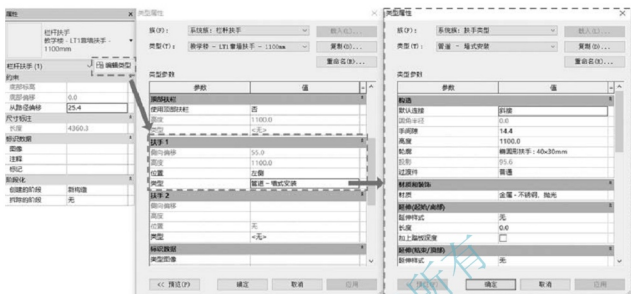 属性
栏杆扶手
教学楼 - LT1靠墙扶手 -
1100mm
栏杆扶手 (1)
编辑类型
约束
底部标高
底部偏移 0.0
从路径偏移 25.4
尺寸标注
长度 4360.3
标识数据
图像
注释
标记
阶段化
创建的阶段 新构造
拆除的阶段 无
类型属性
族(F): 系统族: 栏杆扶手 载入(L)...
类型(T): 教学楼 - LT1靠墙扶手 - 1100mm 复制(D)...
重命名(R)...
类型参数
参数 值
顶部扶栏
使用顶部扶栏 否
高度 1100.0
类型 <无>
扶手 1
侧向偏移 55.0
高度 1100.0
位置 左侧
类型 管道 - 墙式安装
扶手 2
侧向偏移
高度
位置 无
类型 <无>
标识数据
类型图像
<< 预览(P) 确定 取消 应用
类型属性
族(F): 系统族: 扶手类型 载入(L)...
类型(T): 管道 - 墙式安装 复制(D)...
重命名(R)...
类型参数
参数 值
构造
默认连接 斜接
圆角半径 0.0
手间隙 14.4
高度 1100.0
轮廓 椭圆形扶手: 40x30mm
投影 95.6
过渡件 普通
材质和装饰
材质 金属 - 不锈钢, 抛光
延伸(起始/底部)
延伸样式 无
长度 0.0
加上踏板深度
延伸(结束/顶部)
延伸样式 无
<< 预览(P) 确定 取消 应用
所有